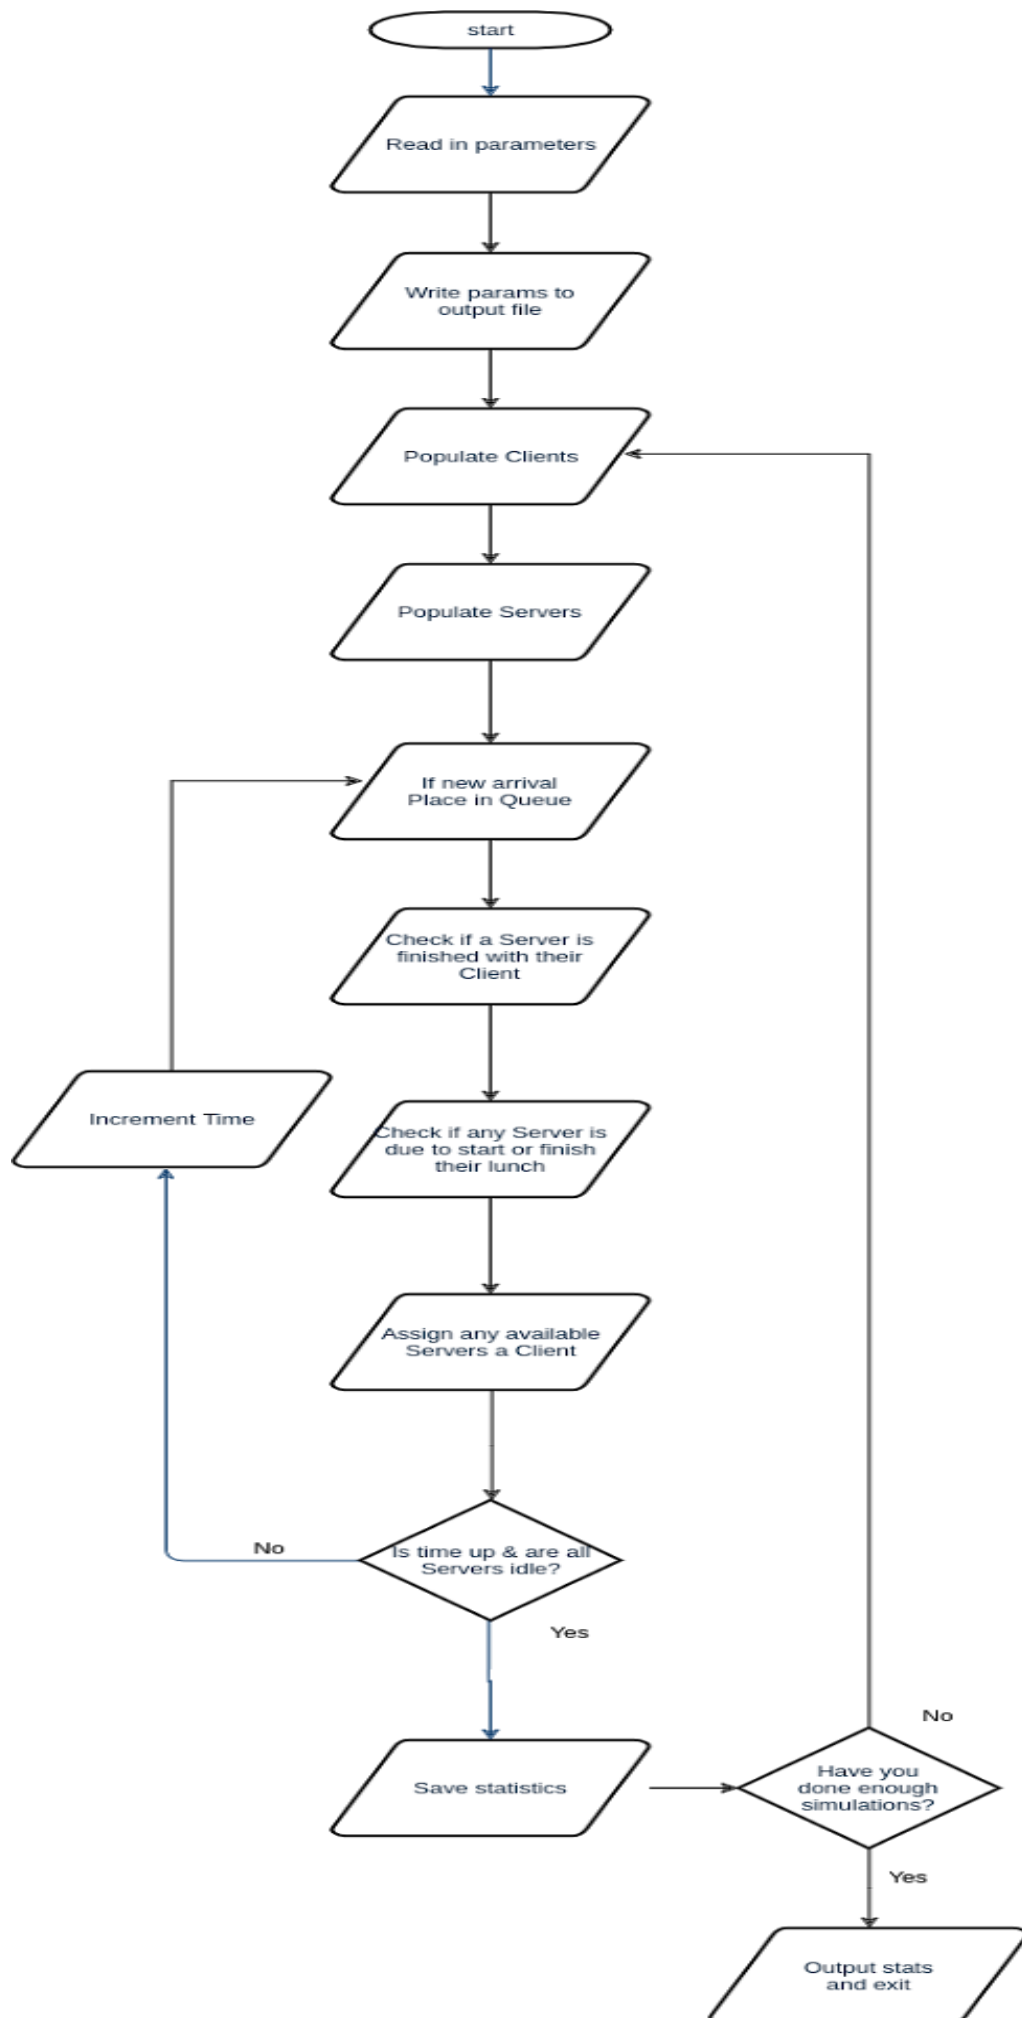 start
Read in parameters
Write params to
output file
Populate Clients
Populate Servers
If new arrival
Place in Queue
Check if a Server is
finished with their
Client
Increment Time
Check if any Server is
due to start or finish
their lunch
Assign any available
Servers a Client
No
Is time up & are all
Servers idle?
Yes
No
Save statistics
Have you
done enough
simulations?
Yes
Output stats
and exit